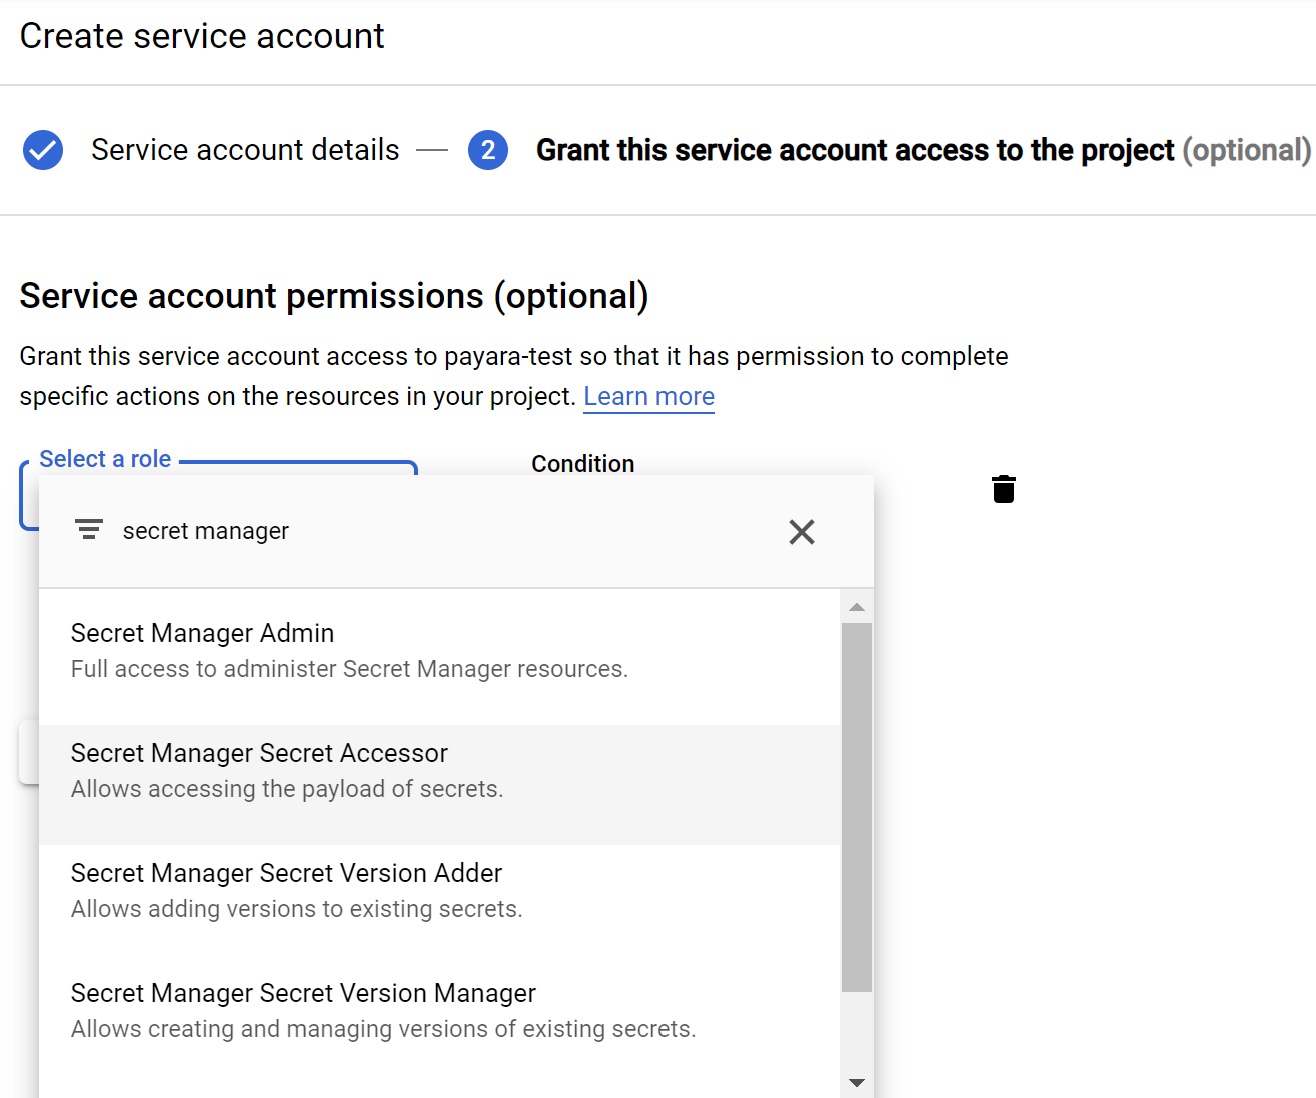 Create service account
Service account details
2
Grant this service account access to the project (optional)
Service account permissions (optional)
Grant this service account access to payara-test so that it has permission to complete
specific actions on the resources in your project. Learn more
Select a role
Condition
secret manager
Secret Manager Admin
Full access to administer Secret Manager resources.
Secret Manager Secret Accessor
Allows accessing the payload of secrets.
Secret Manager Secret Version Adder
Allows adding versions to existing secrets.
Secret Manager Secret Version Manager
Allows creating and managing versions of existing secrets.